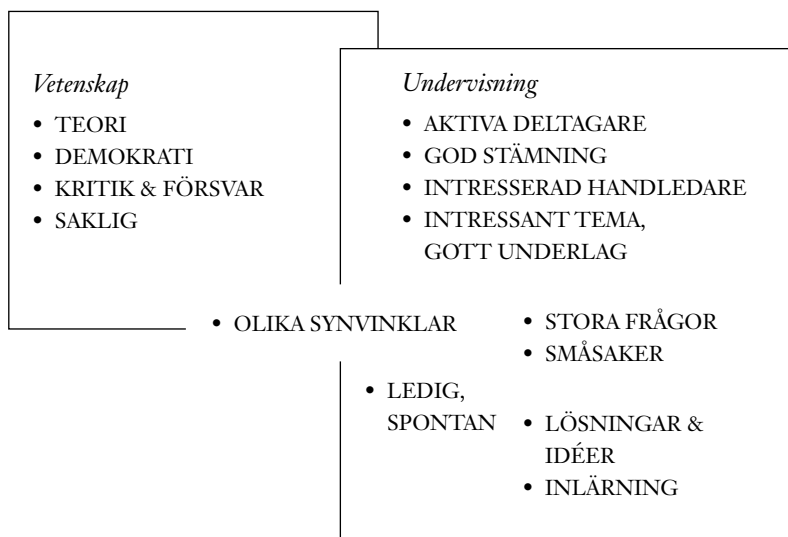 Vetenskap
• TEORI
• DEMOKRATI
• KRITIK & FÖRSVAR
• SAKLIG
Undervisning
• AKTIVA DELTAGARE
• GOD STÄMNING
• INTRESSERAD HANDLEDARE
• INTRESSANT TEMA,
GOTT UNDERLAG
• OLIKA SYNVINKLAR
• STORA FRÅGOR
• SMÅSAKER
• LEDIG,
SPONTAN
• LÖSNINGAR &
IDÉER
• INLÄRNING